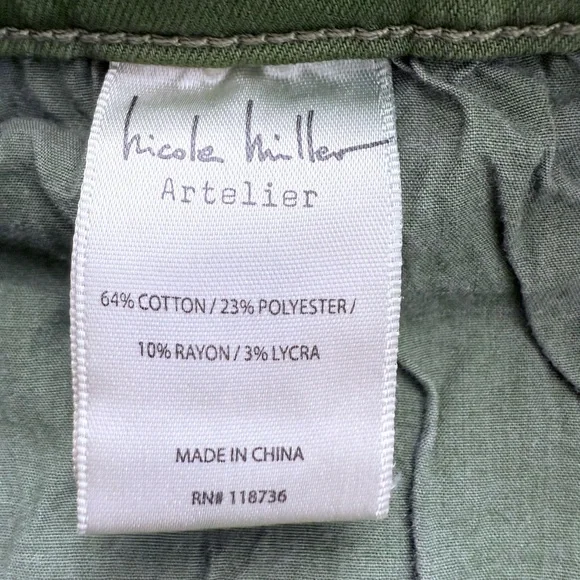 Nicole Miller
Artelier
64% COTTON / 23% POLYESTER /
10% RAYON / 3% LYCRA
MADE IN CHINA
RN# 118736